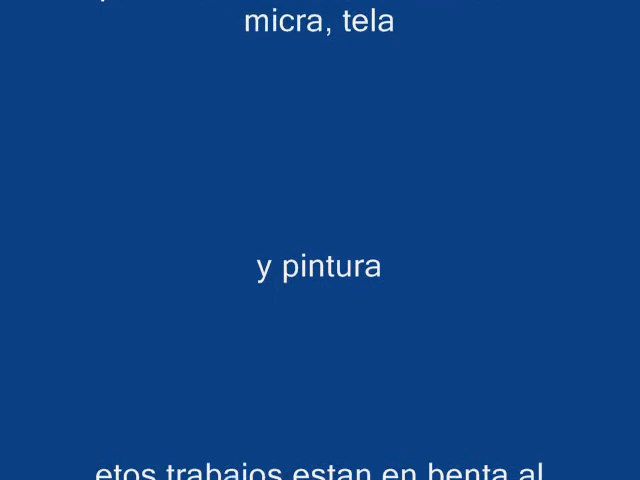 micra, tela
y pintura
etos trabajos estan en benta al